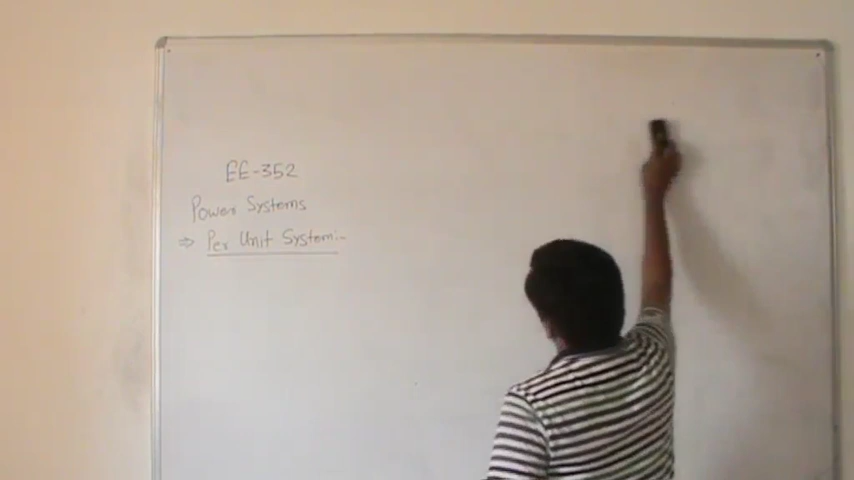 EE-352
Power Systems
⇒ Per Unit System:-